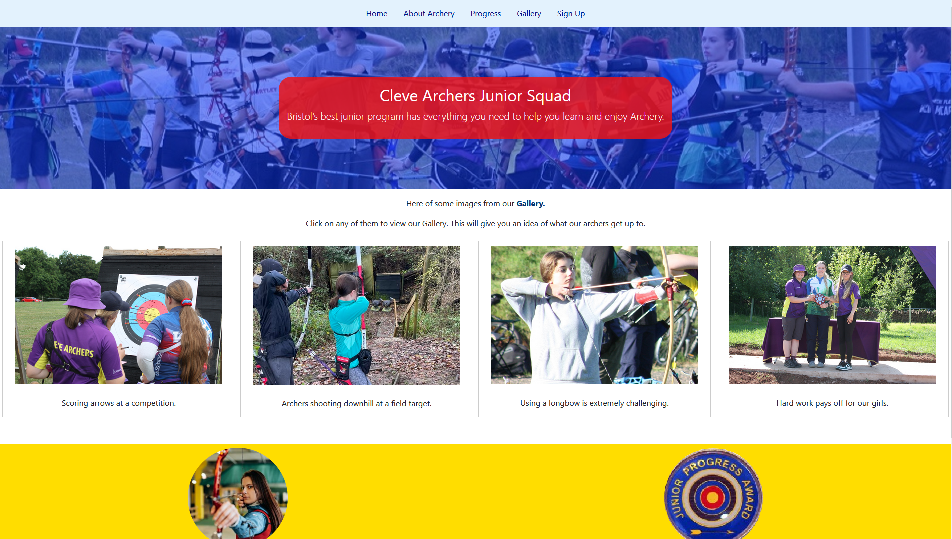 Home About Archery Progress Gallery Sign Up
Cleve Archers Junior Squad
Bristol's best junior program has everything you need to help you learn and enjoy Archery.
Here of some images from our Gallery.
Click on any of them to view our Gallery. This will give you an idea of what our archers get up to.
EVE ARCHERS
Scoring arrows at a competition.
Archers shooting downhill at a field target.
Using a longbow is extremely challenging.
Hard work pays off for our girls.
JUNIOR PROGRESS AWARD